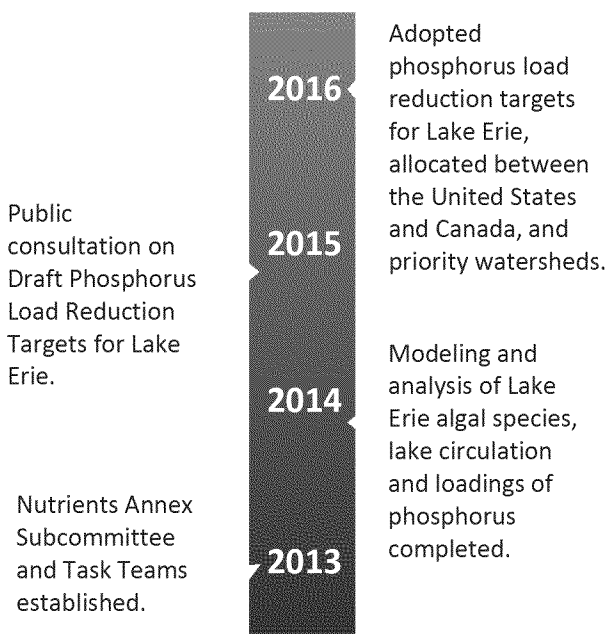 2016
Adopted
phosphorus load
reduction targets
for Lake Erie,
allocated between
the United States
and Canada, and
priority watersheds.
2015
Public
consultation on
Draft Phosphorus
Load Reduction
Targets for Lake
Erie.
2014
Modeling and
analysis of Lake
Erie algal species,
lake circulation
and loadings of
phosphorus
completed.
2013
Nutrients Annex
Subcommittee
and Task Teams
established.